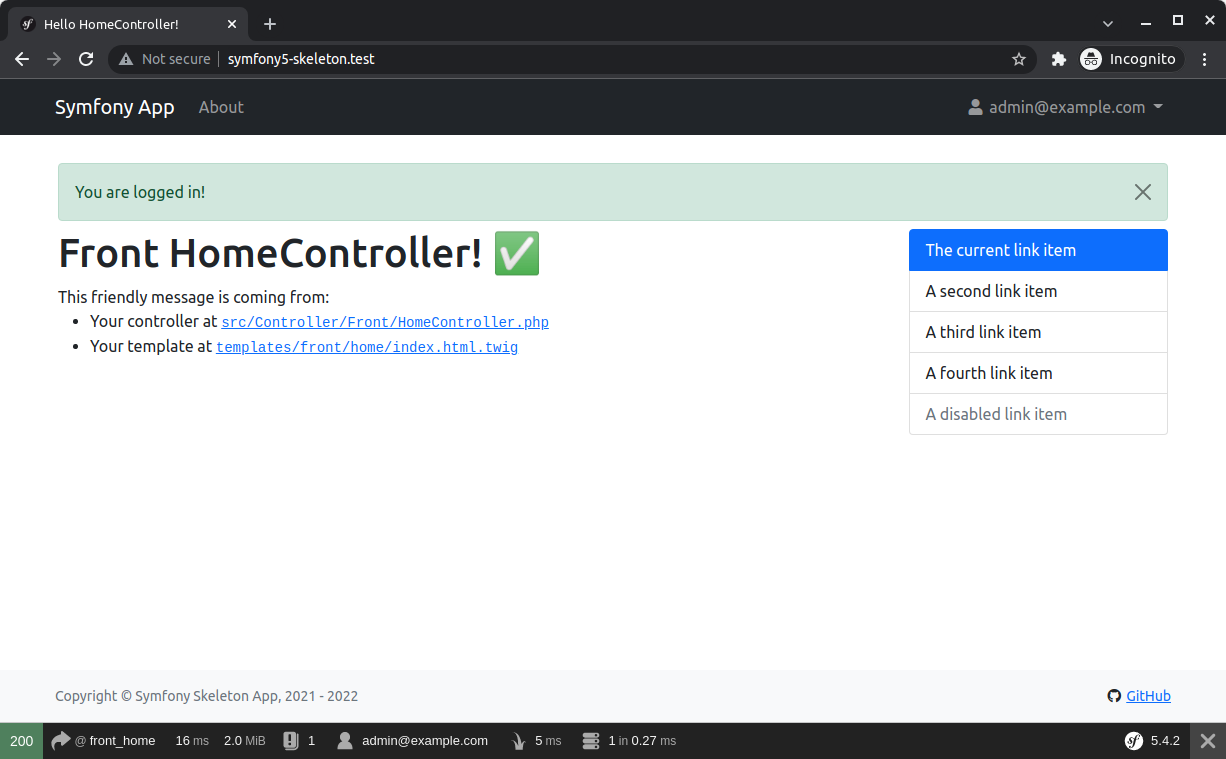 Hello HomeController!
Not secure symfony5-skeleton.test Incognito
Symfony App About admin@example.com
You are logged in!
Front HomeController! ✅
This friendly message is coming from:
• Your controller at src/Controller/Front/HomeController.php
• Your template at templates/front/home/index.html.twig
The current link item
A second link item
A third link item
A fourth link item
A disabled link item
Copyright © Symfony Skeleton App, 2021 - 2022 GitHub
200 @ front_home 16 ms 2.0 MiB 1 admin@example.com 5 ms 1 in 0.27 ms sf 5.4.2